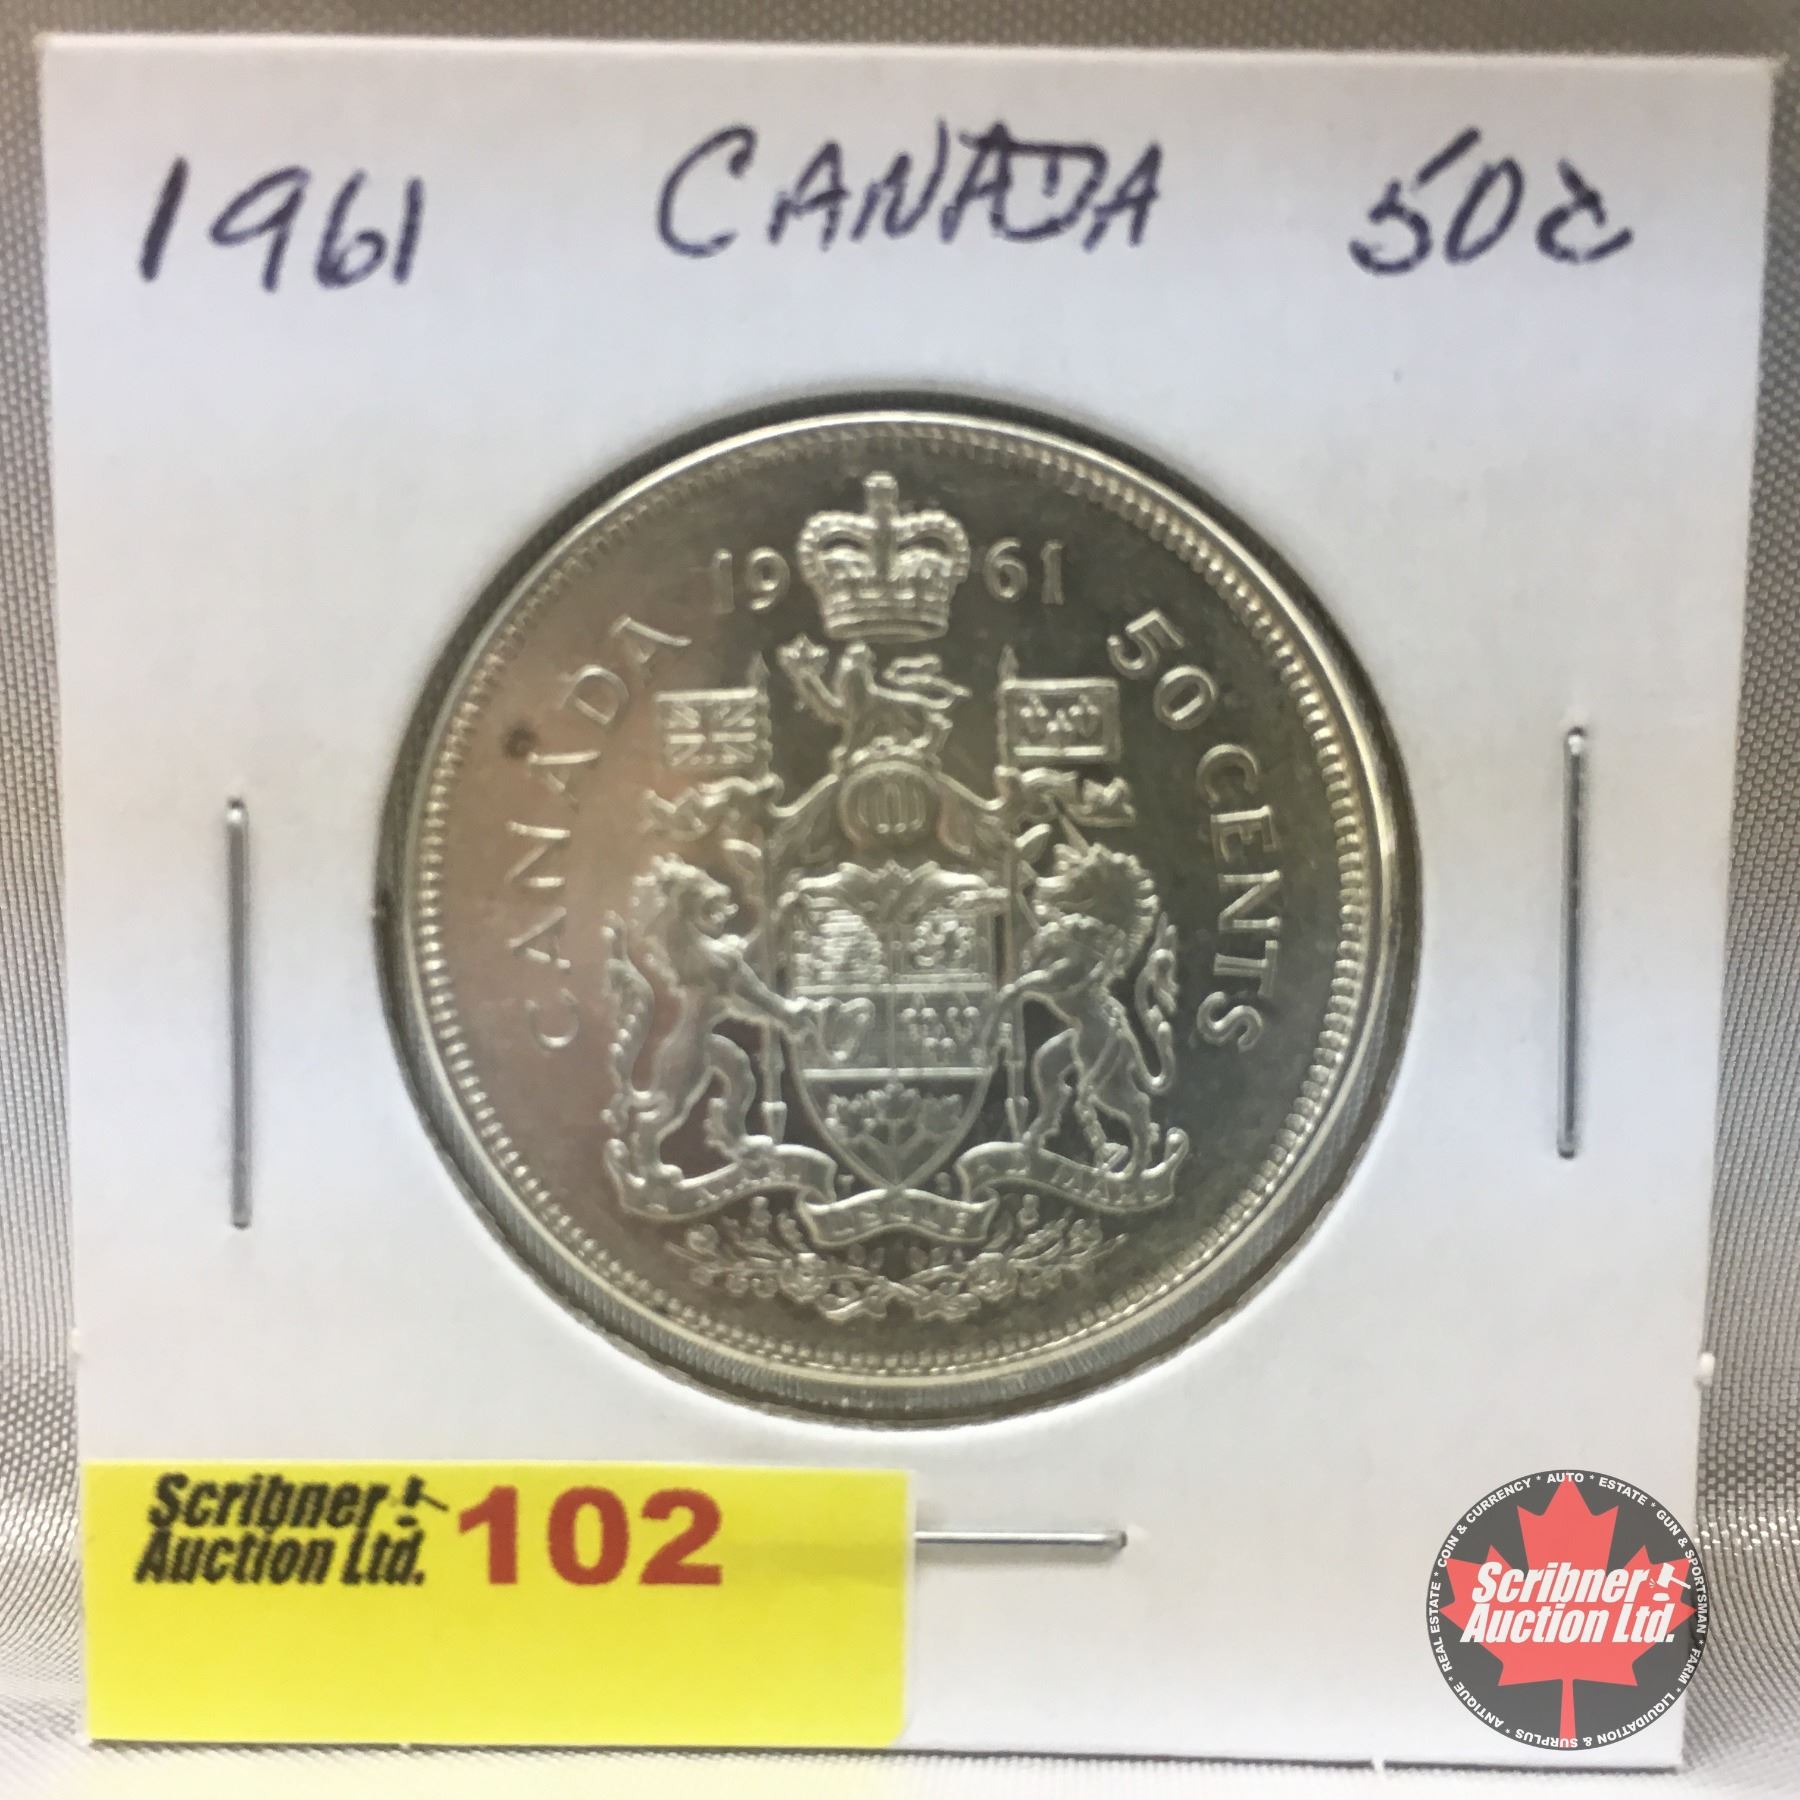 1961 CANADA 50¢
19 61
CANADA
50 CENTS
Scribner
Auction Ltd. 102
COIN & CURRENCY * AUTO * ESTATE * GUN & SPORTSMAN * FARM * LIQUIDATION & SURPLUS * ANTIQUE * REAL ESTATE *
Scribner
Auction Ltd.